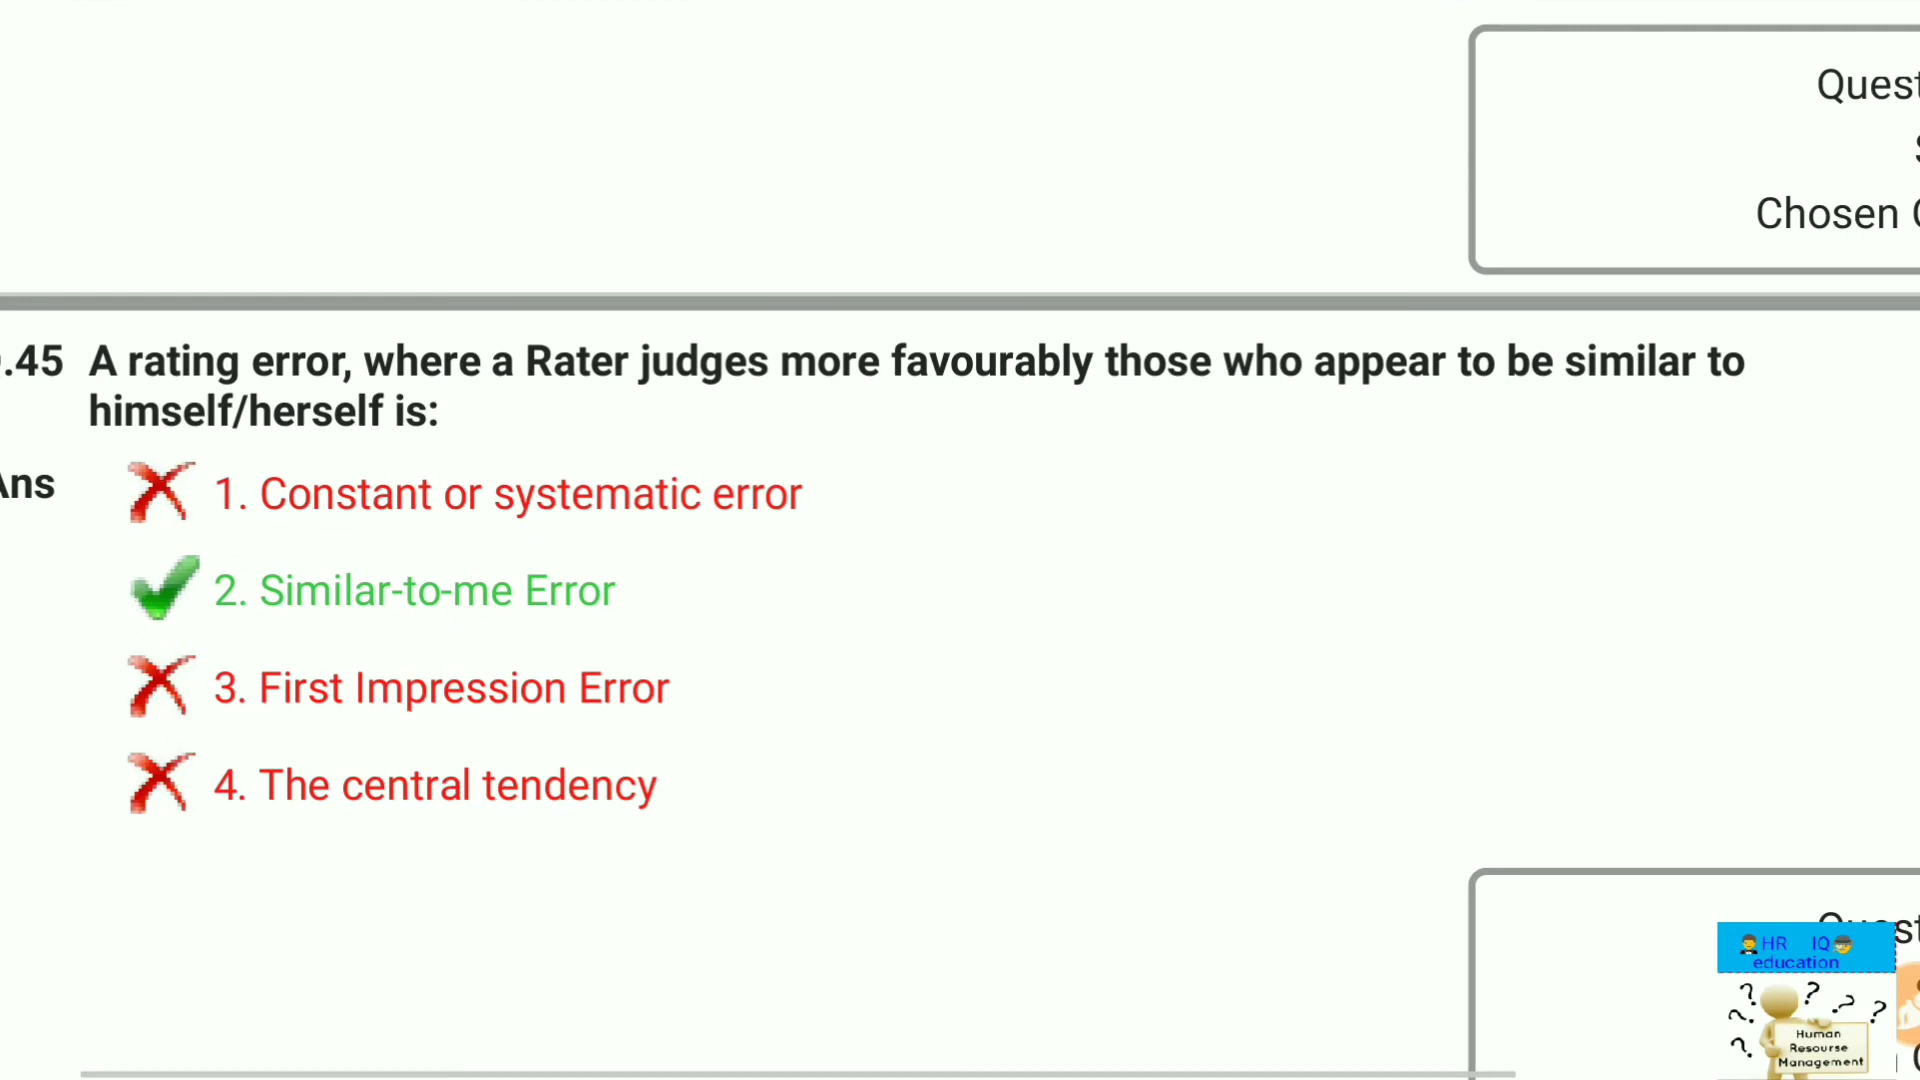 Quest
Chosen
.45 A rating error, where a Rater judges more favourably those who appear to be similar to
himself/herself is:
Ans
1. Constant or systematic error
2. Similar-to-me Error
3. First Impression Error
4. The central tendency
HR IQ
education
Human
Resourse
Management